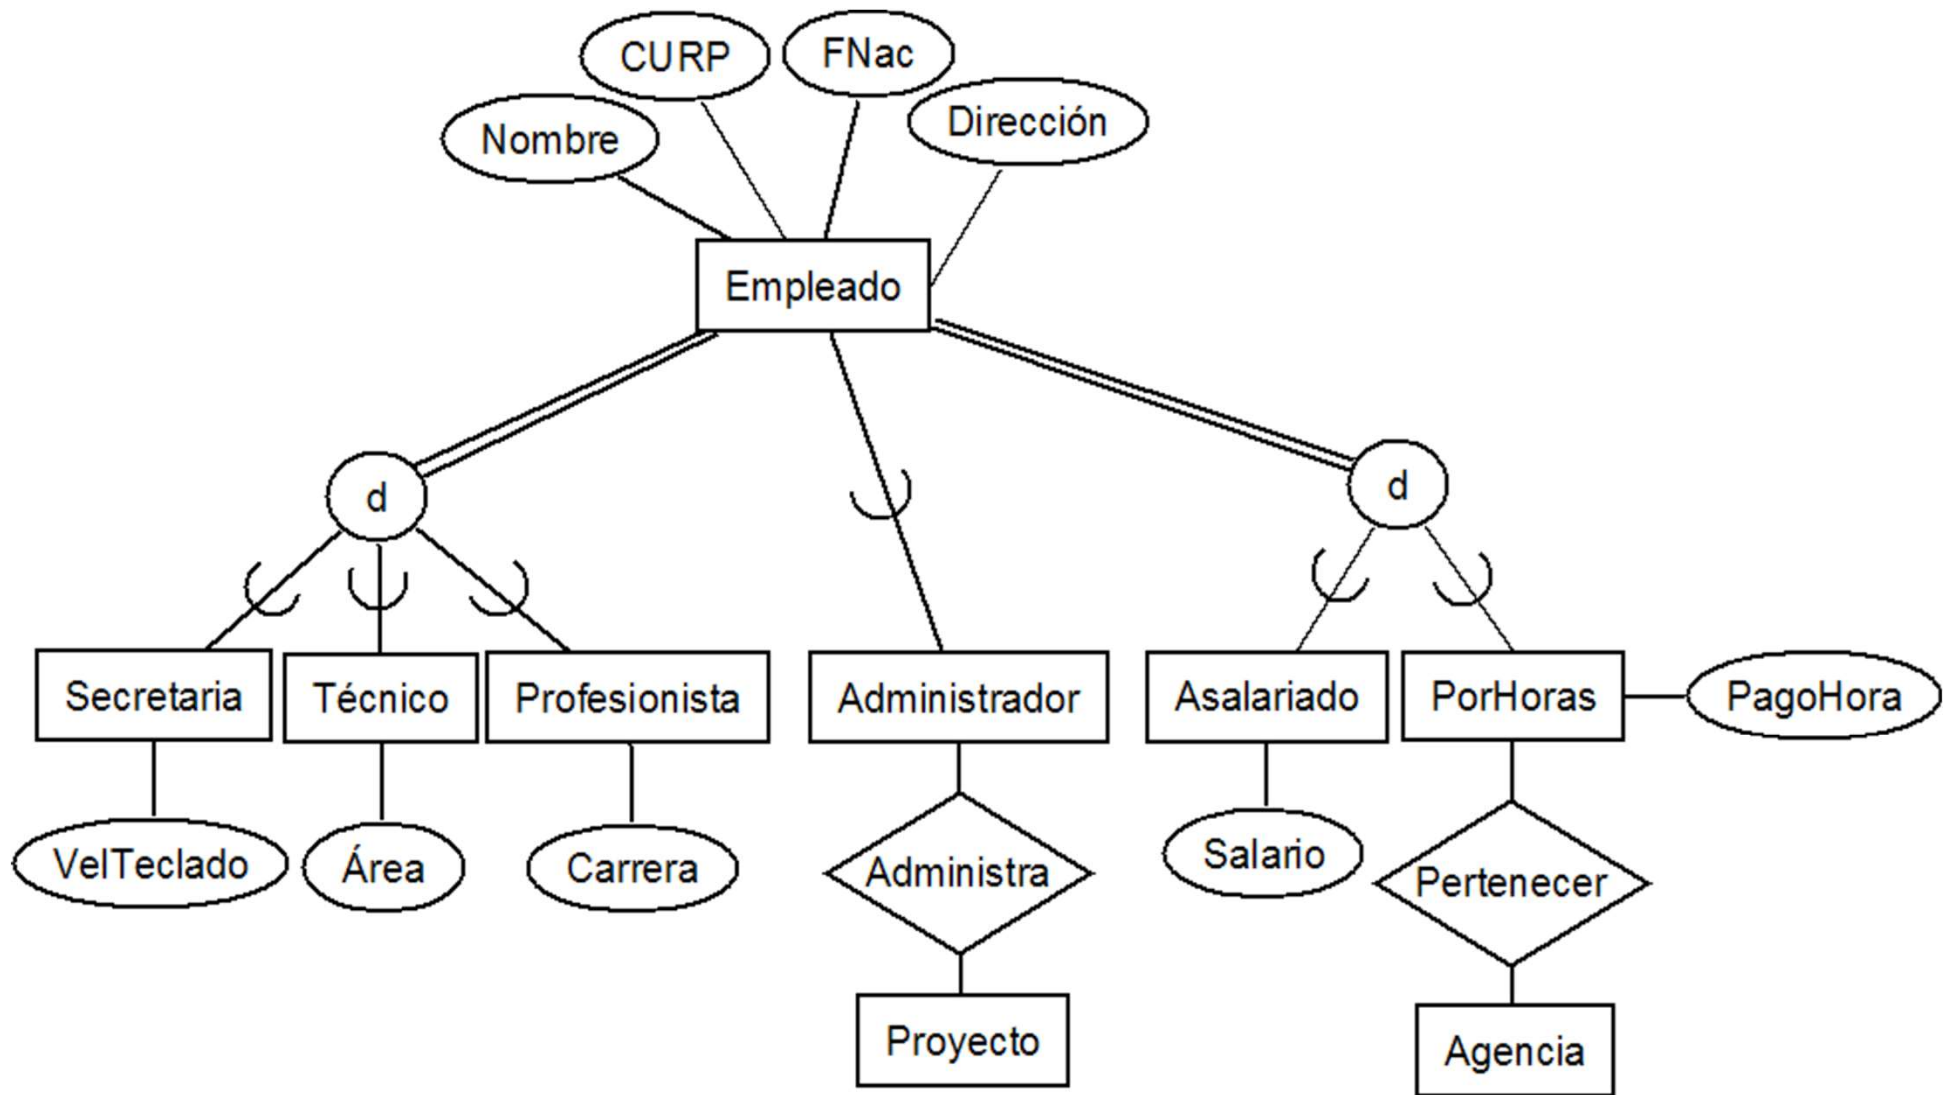 CURP
FNac
Nombre
Dirección
Empleado
d
d
Secretaria
Técnico
Profesionista
Administrador
Asalariado
PorHoras
PagoHora
VelTeclado
Área
Carrera
Administra
Salario
Pertenecer
Proyecto
Agencia